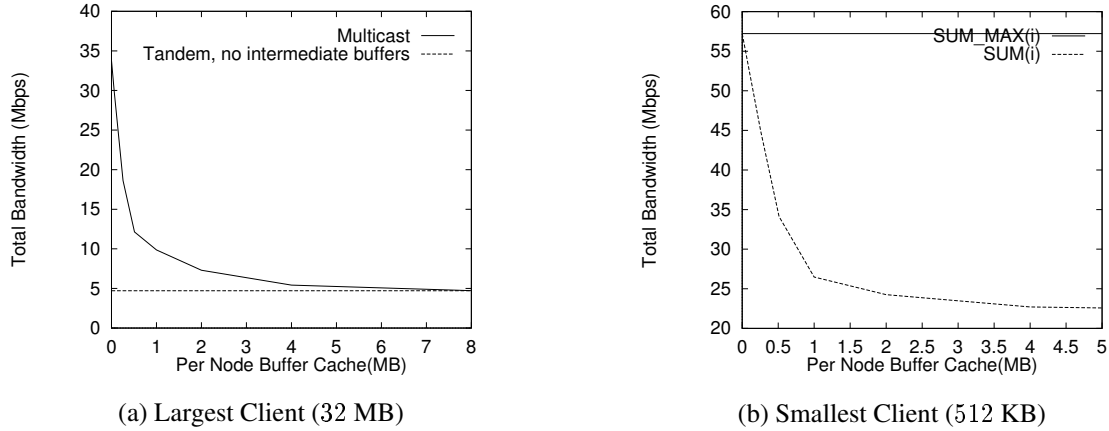 40
35
30
25
20
15
10
5
0
Total Bandwidth (Mbps)
Multicast
Tandem, no intermediate buffers
0 1 2 3 4 5 6 7 8
Per Node Buffer Cache(MB)
(a) Largest Client (32 MB)
60
55
50
45
40
35
30
25
20
Total Bandwidth (Mbps)
SUM_MAX(i)
SUM(i)
0 0.5 1 1.5 2 2.5 3 3.5 4 4.5 5
Per Node Buffer Cache(MB)
(b) Smallest Client (512 KB)